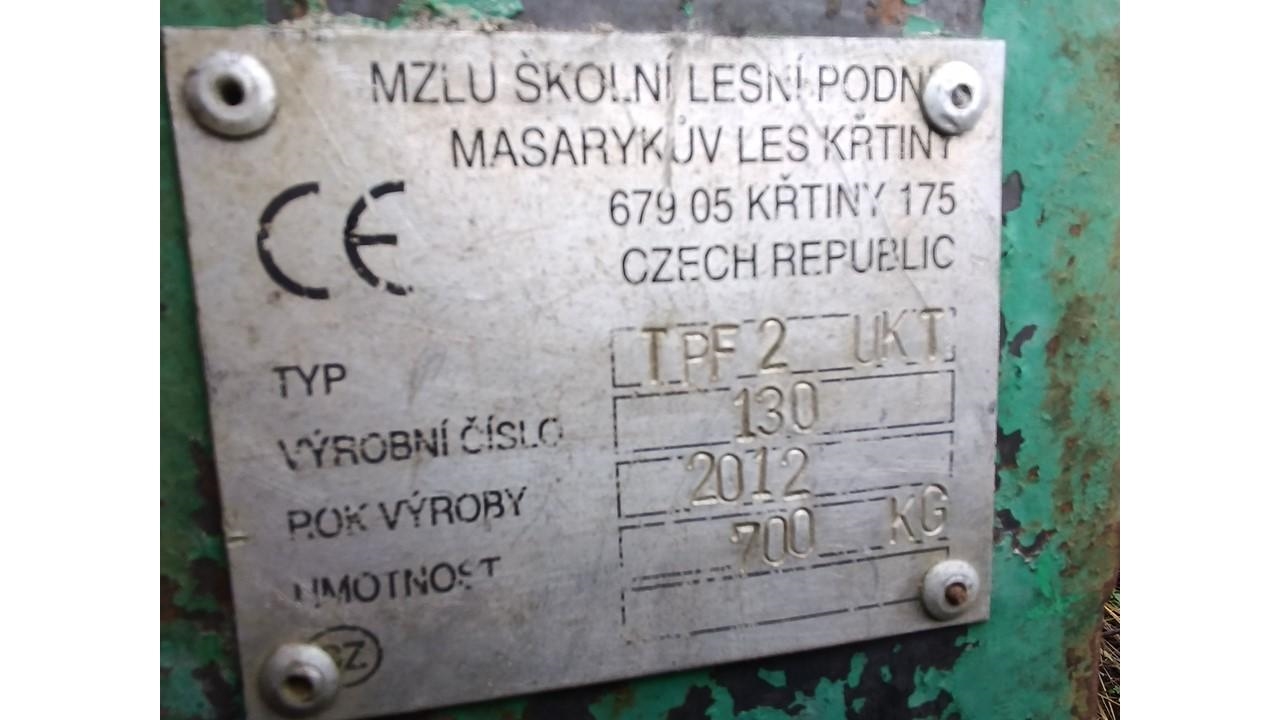 MZLU ŠKOLNÍ LESNÍ PODN
MASARYKŮV LES KŘTINY
679 05 KŘTINY 175
CZECH REPUBLIC
CE
TYP TPF 2 UKT
VÝROBNÍ ČÍSLO 130
ROK VÝROBY 2012
HMOTNOST 700 KG
CZ